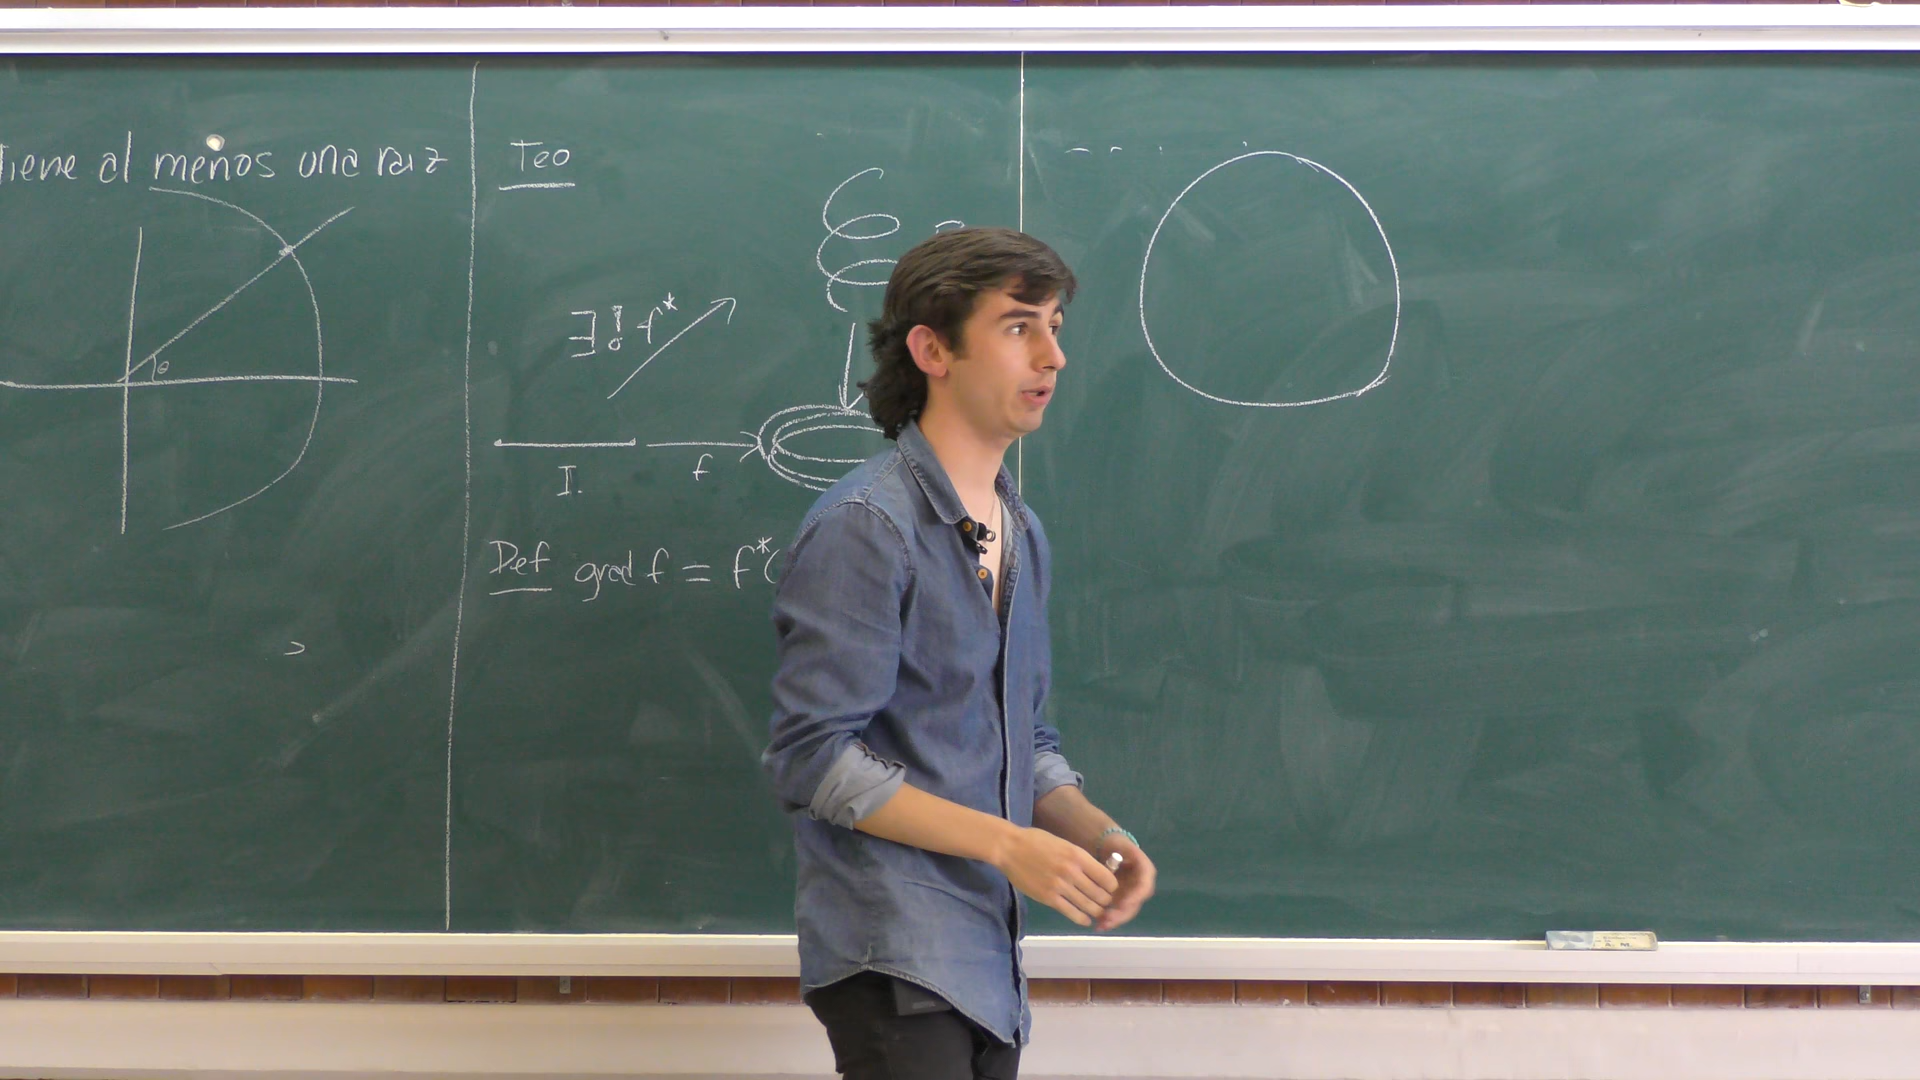 tiene al menos una raiz
θ
Teo
∃! f*
I.
f
Def grad f = f*(